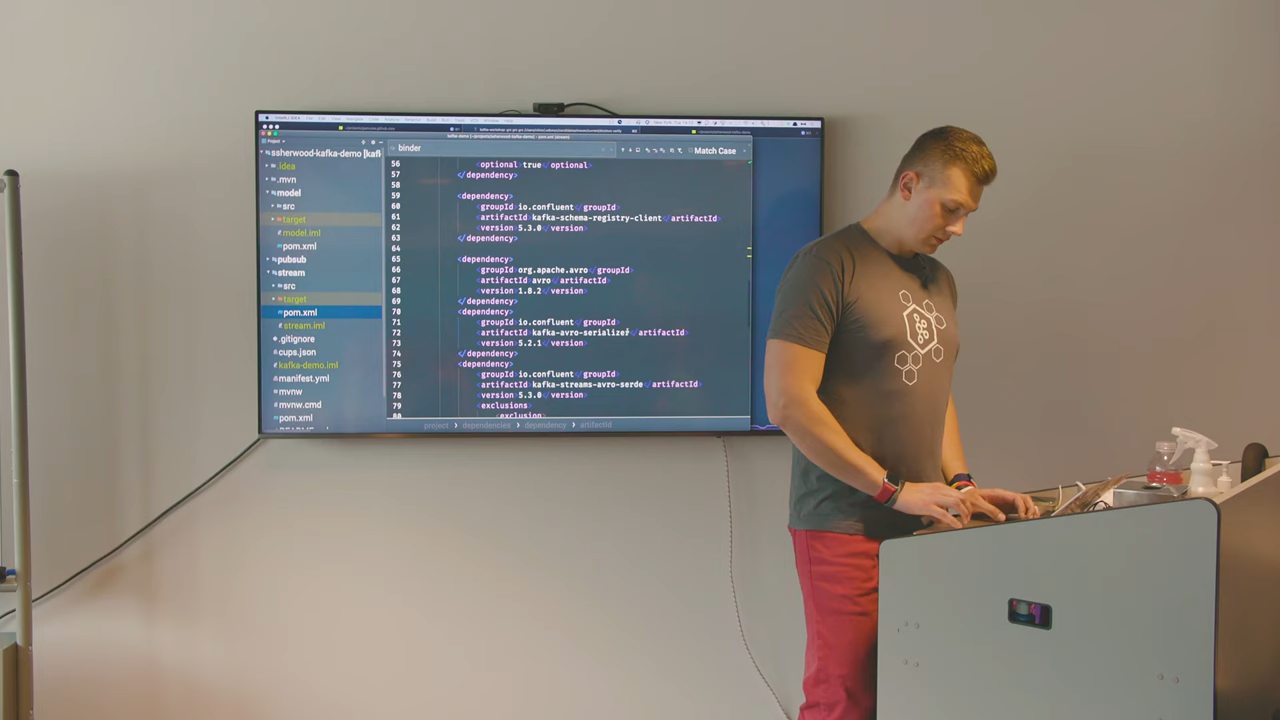 ssherwood-kafka-demo [kafl
.idea
.mvn
model
src
target
model.iml
pom.xml
pubsub
stream
src
target
pom.xml
stream.iml
.gitignore
cups.json
kafka-demo.iml
manifest.yml
mvnw
mvnw.cmd
pom.xml
binder
Match Case
56 <optional>true</optional>
57 </dependency>
58
59 <dependency>
60 <groupId>io.confluent</groupId>
61 <artifactId>kafka-schema-registry-client</artifactId>
62 <version>5.3.0</version>
63 </dependency>
64
65 <dependency>
66 <groupId>org.apache.avro</groupId>
67 <artifactId>avro</artifactId>
68 <version>1.8.2</version>
69 </dependency>
70 <dependency>
71 <groupId>io.confluent</groupId>
72 <artifactId>kafka-avro-serializer</artifactId>
73 <version>5.2.1</version>
74 </dependency>
75 <dependency>
76 <groupId>io.confluent</groupId>
77 <artifactId>kafka-streams-avro-serde</artifactId>
78 <version>5.3.0</version>
79 <exclusions>
80 <exclusion>
project › dependencies › dependency › artifactId